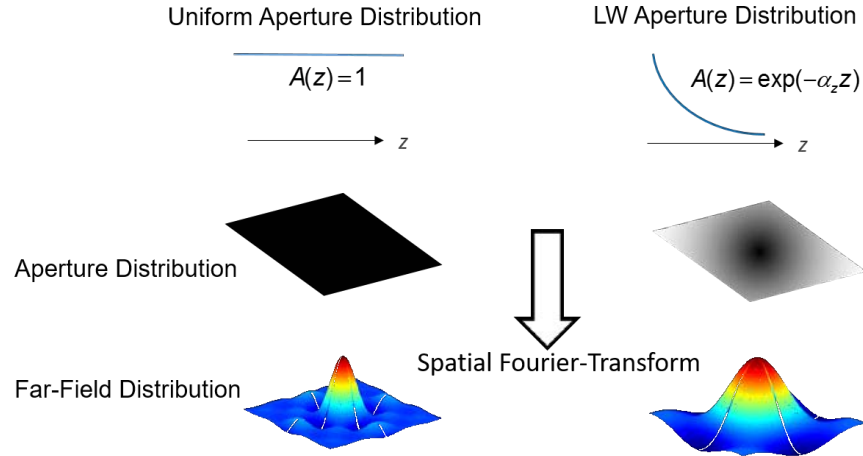 Uniform Aperture Distribution
LW Aperture Distribution
A(z) = 1
A(z) = exp(−α_z z)
z
z
Aperture Distribution
Spatial Fourier-Transform
Far-Field Distribution